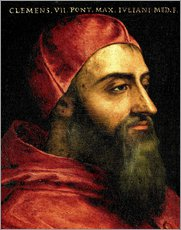 CLEMENS. VII. PONT. MAX. IVLIANI MED. F.